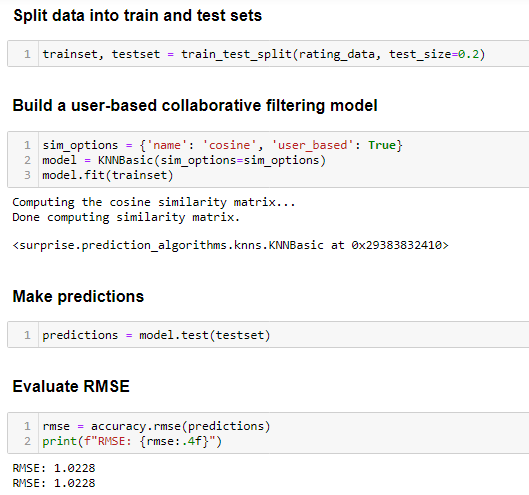 Split data into train and test sets
1 trainset, testset = train_test_split(rating_data, test_size=0.2)
Build a user-based collaborative filtering model
1 sim_options = {'name': 'cosine', 'user_based': True}
2 model = KNNBasic(sim_options=sim_options)
3 model.fit(trainset)
Computing the cosine similarity matrix...
Done computing similarity matrix.
<surprise.prediction_algorithms.knns.KNNBasic at 0x29383832410>
Make predictions
1 predictions = model.test(testset)
Evaluate RMSE
1 rmse = accuracy.rmse(predictions)
2 print(f"RMSE: {rmse:.4f}")
RMSE: 1.0228
RMSE: 1.0228